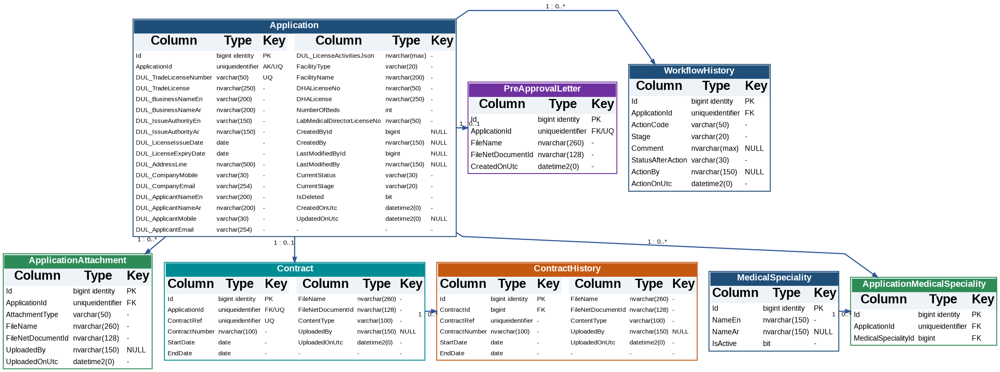 1 : 0..*
Application
Column Type Key Column Type Key
Id bigint identity PK DUL_LicenseActivitiesJson nvarchar(max) -
ApplicationId uniqueidentifier AK/UQ FacilityType varchar(20) -
DUL_TradeLicenseNumber varchar(50) UQ FacilityName nvarchar(200) -
DUL_TradeLicense nvarchar(250) - DHALicenseNo nvarchar(50) -
DUL_BusinessNameEn varchar(200) - DHALicense nvarchar(250) -
DUL_BusinessNameAr nvarchar(200) - NumberOfBeds int -
DUL_IssueAuthorityEn varchar(150) - LabMedicalDirectorLicenseNo nvarchar(50) -
DUL_IssueAuthorityAr nvarchar(150) - CreatedById bigint NULL
DUL_LicenseIssueDate date - CreatedBy nvarchar(150) NULL
DUL_LicenseExpiryDate date - LastModifiedById bigint NULL
DUL_AddressLine nvarchar(500) - LastModifiedBy nvarchar(150) NULL
DUL_CompanyMobile varchar(30) - CurrentStatus varchar(30) -
DUL_CompanyEmail varchar(254) - CurrentStage varchar(20) -
DUL_ApplicantNameEn varchar(200) - IsDeleted bit -
DUL_ApplicantNameAr nvarchar(200) - CreatedOnUtc datetime2(0) -
DUL_ApplicantMobile varchar(30) - UpdatedOnUtc datetime2(0) NULL
DUL_ApplicantEmail varchar(254) - - - -
1 : 0..1
PreApprovalLetter
Column Type Key
Id bigint identity PK
ApplicationId uniqueidentifier FK/UQ
FileName nvarchar(260) -
FileNetDocumentId nvarchar(128) -
CreatedOnUtc datetime2(0) -
WorkflowHistory
Column Type Key
Id bigint identity PK
ApplicationId uniqueidentifier FK
ActionCode varchar(50) -
Stage varchar(20) -
Comment nvarchar(max) NULL
StatusAfterAction varchar(30) -
ActionBy nvarchar(150) NULL
ActionOnUtc datetime2(0) -
1 : 0..*
1 : 0..1
1 : 0..*
ApplicationAttachment
Column Type Key
Id bigint identity PK
ApplicationId uniqueidentifier FK
AttachmentType varchar(50) -
FileName nvarchar(260) -
FileNetDocumentId nvarchar(128) -
UploadedBy nvarchar(150) NULL
UploadedOnUtc datetime2(0) -
Contract
Column Type Key Column Type Key
Id bigint identity PK FileName nvarchar(260) -
ApplicationId uniqueidentifier FK/UQ FileNetDocumentId nvarchar(128) -
ContractRef uniqueidentifier UQ ContentType varchar(100) -
ContractNumber nvarchar(100) - UploadedBy nvarchar(150) NULL
StartDate date - UploadedOnUtc datetime2(0) -
EndDate date - - - -
1 : 0..*
ContractHistory
Column Type Key Column Type Key
Id bigint identity PK FileName nvarchar(260) -
ContractId bigint FK FileNetDocumentId nvarchar(128) -
ContractRef uniqueidentifier - ContentType varchar(100) -
ContractNumber nvarchar(100) - UploadedBy nvarchar(150) NULL
StartDate date - UploadedOnUtc datetime2(0) -
EndDate date - - - -
MedicalSpeciality
Column Type Key
Id bigint identity PK
NameEn nvarchar(150) -
NameAr nvarchar(150) NULL
IsActive bit -
1 : 0..*
ApplicationMedicalSpeciality
Column Type Key
Id bigint identity PK
ApplicationId uniqueidentifier FK
MedicalSpecialityId bigint FK